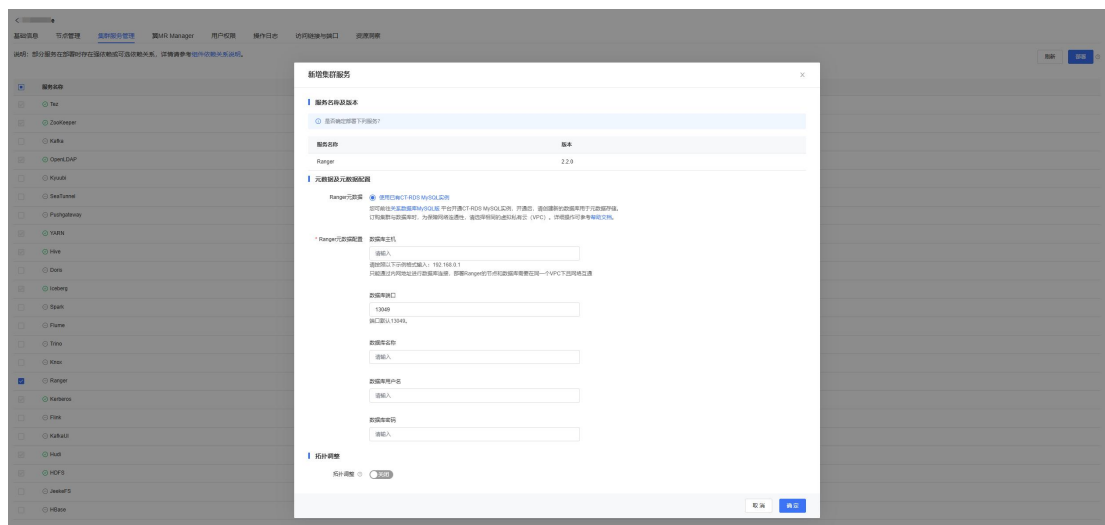 基础信息 节点管理 集群服务管理 翼MR Manager 用户权限 操作日志 访问链接与端口 资源洞察
说明：部分服务在部署时存在强依赖或可选依赖关系，详情请参考组件依赖关系说明。
刷新 部署
服务名称
Tez
ZooKeeper
Kafka
OpenLDAP
Kyuubi
SeaTunnel
Pushgateway
YARN
Hive
Doris
Iceberg
Spark
Flume
Trino
Knox
Ranger
Kerberos
Flink
KafkaUI
Hudi
HDFS
JeekeFS
HBase
新增集群服务
服务名称及版本
是否确定部署下列服务?
服务名称 版本
Ranger 2.2.0
元数据及元数据配置
Ranger元数据 使用已有CT-RDS MySQL实例
您可前往关系数据库MySQL版 平台开通CT-RDS MySQL实例，开通后，请创建新的数据库用于元数据存储。
订购集群与数据库时，为保障网络连通性，请选择相同的虚拟私有云（VPC）。详细操作可参考帮助文档。
* Ranger元数据配置 数据库主机
请输入
请按照以下示例格式输入：192.168.0.1
只能通过内网地址进行数据库连接，部署Ranger的节点和数据库需要在同一个VPC下且网络互通
数据库端口
13049
端口默认13049。
数据库名称
请输入
数据库用户名
请输入
数据库密码
请输入
拓扑调整
拓扑调整 关闭
取消 确定